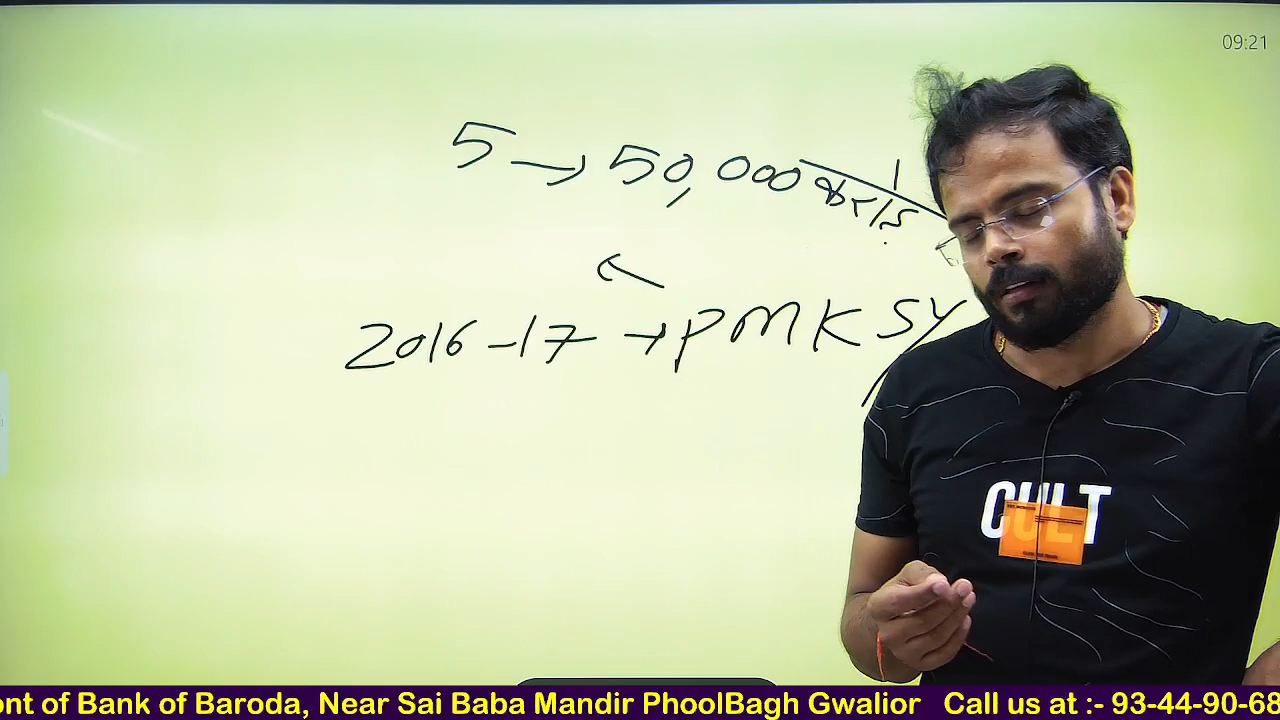 09:21
5 → 50,000 करोड़
2016-17 → PMKSY
CULT
ont of Bank of Baroda, Near Sai Baba Mandir PhoolBagh Gwalior Call us at :- 93-44-90-68